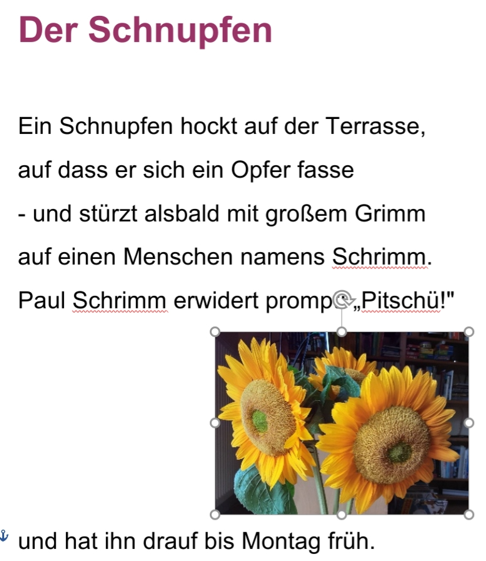 Der Schnupfen
Ein Schnupfen hockt auf der Terrasse,
auf dass er sich ein Opfer fasse
- und stürzt alsbald mit großem Grimm
auf einen Menschen namens Schrimm.
Paul Schrimm erwidert promp „Pitschü!"
und hat ihn drauf bis Montag früh.